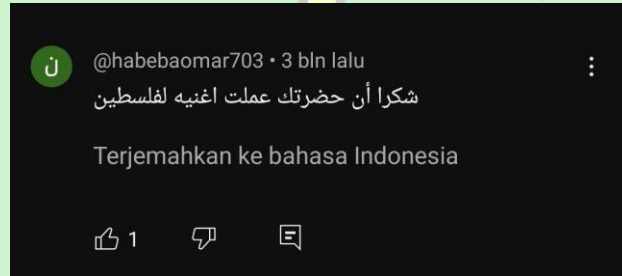 ن
@habebaomar703 • 3 bln lalu
شكرا أن حضرتك عملت اغنيه لفلسطين
Terjemahkan ke bahasa Indonesia
1